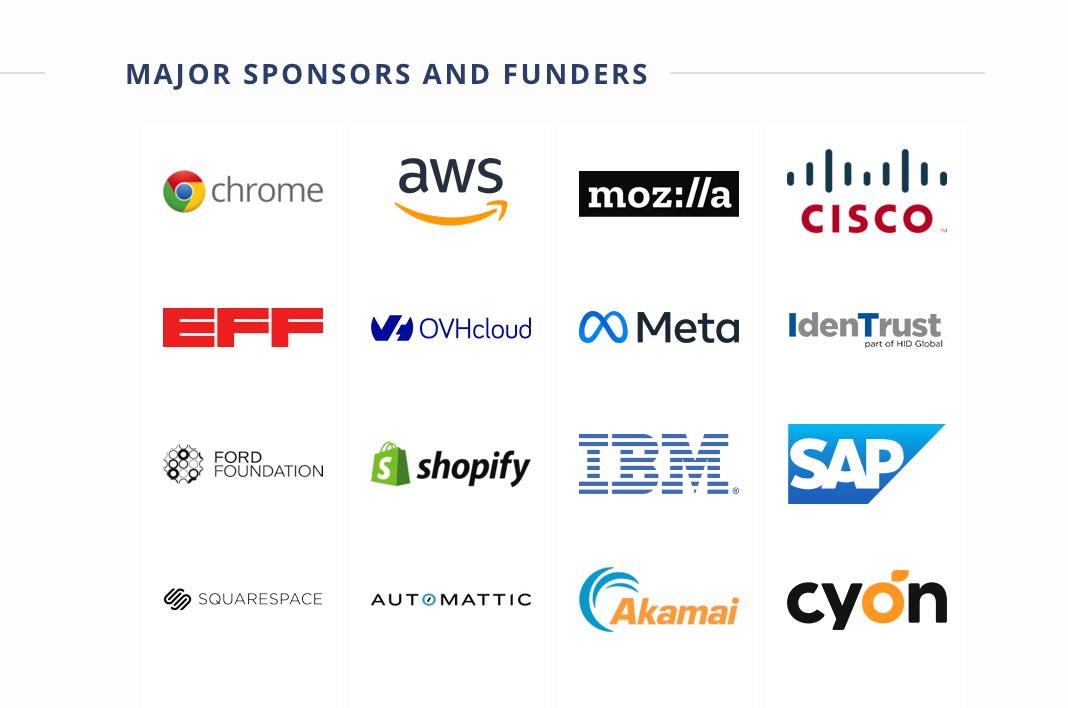 MAJOR SPONSORS AND FUNDERS
chrome
aws
moz://a
CISCO
TM
EFF
OVHcloud
Meta
IdenTrust
part of HID Global
FORD
FOUNDATION
S
shopify
IBM
®
SAP
SQUARESPACE
AUTOMATTIC
Akamai
cyon